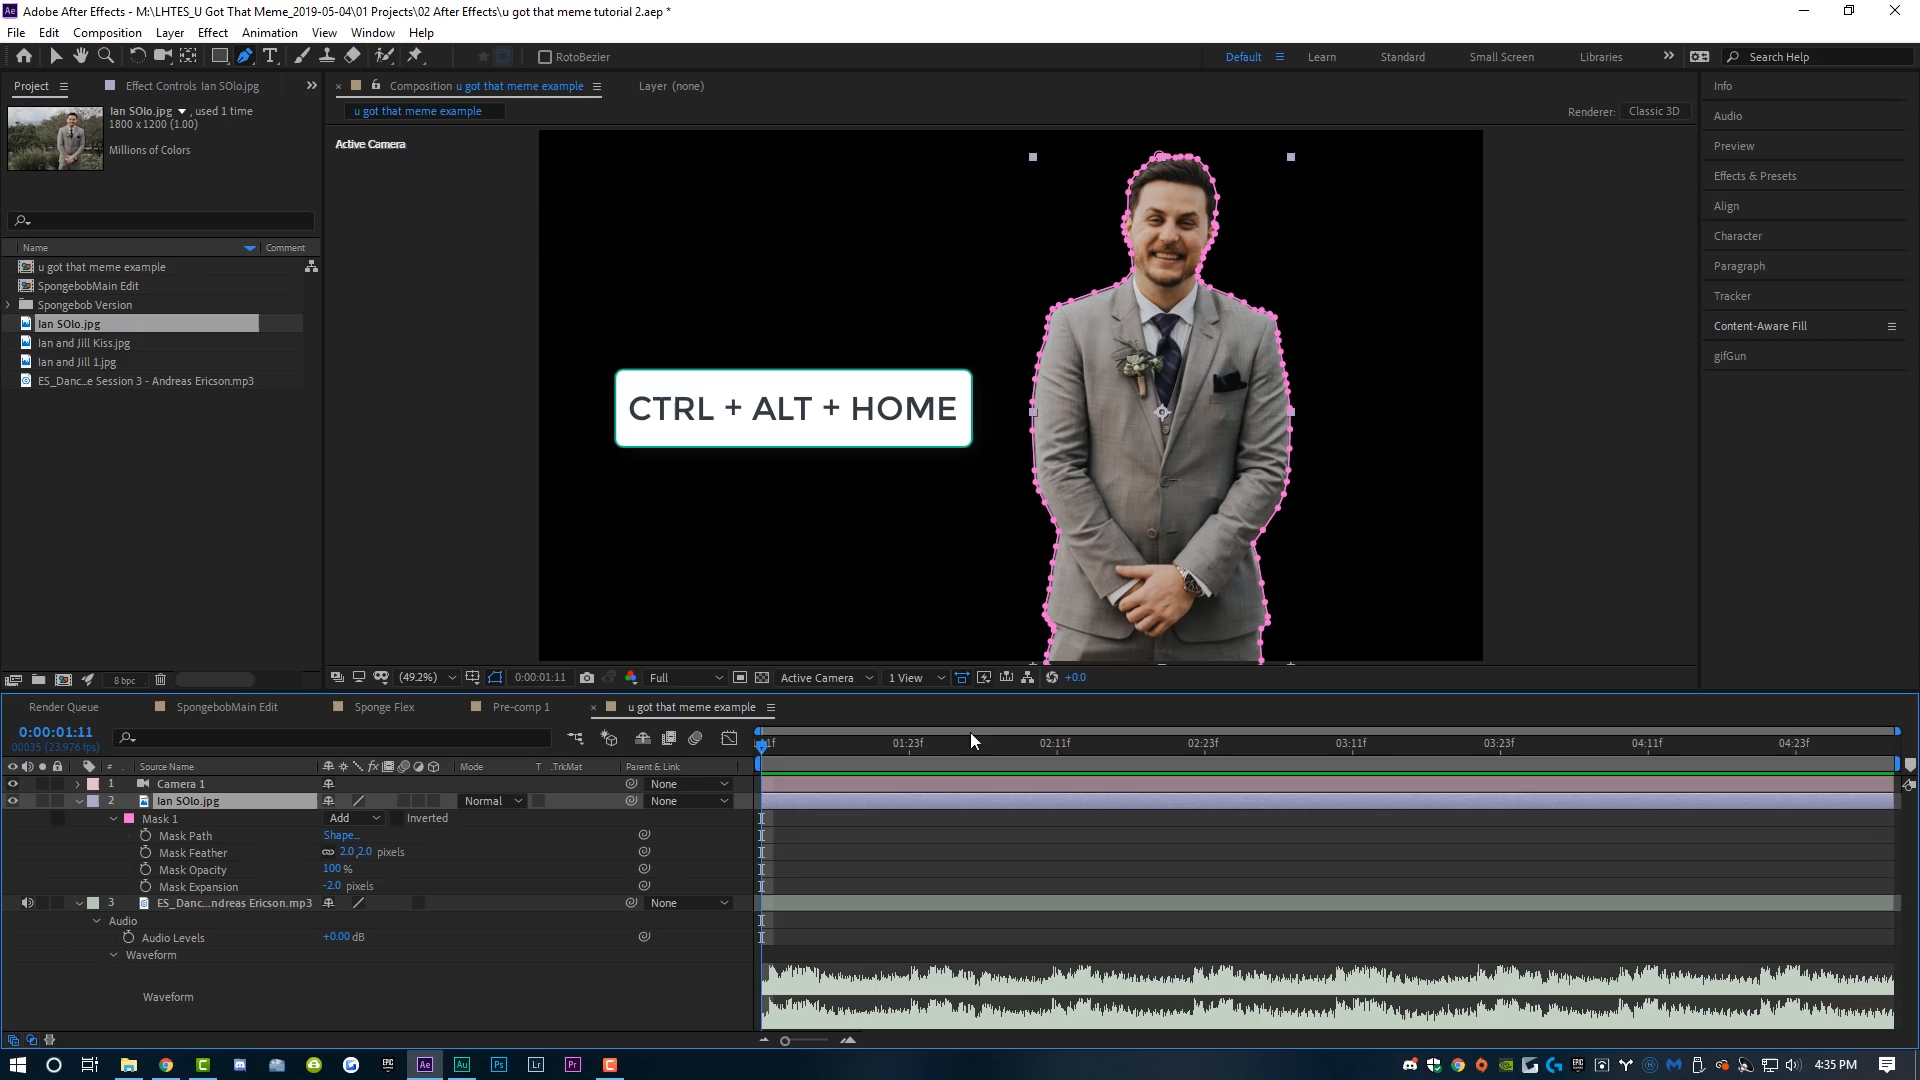 Adobe After Effects - M:\LHTES_U Got That Meme_2019-05-04\01 Projects\02 After Effects\u got that meme tutorial 2.aep *
File Edit Composition Layer Effect Animation View Window Help
RotoBezier Default Learn Standard Small Screen Libraries Search Help
Project Effect Controls Ian SOlo.jpg
Composition u got that meme example Layer (none)
Ian SOlo.jpg , used 1 time
1800 x 1200 (1.00)
Millions of Colors
u got that meme example
Renderer: Classic 3D
Active Camera
Name Comment
u got that meme example
SpongebobMain Edit
Spongebob Version
Ian SOlo.jpg
Ian and Jill Kiss.jpg
Ian and Jill 1.jpg
ES_Danc...e Session 3 - Andreas Ericson.mp3
CTRL + ALT + HOME
Info
Audio
Preview
Effects & Presets
Align
Character
Paragraph
Tracker
Content-Aware Fill
gifGun
8 bpc
(49.2%) 0:00:01:11 Full Active Camera 1 View +0.0
Render Queue SpongebobMain Edit Sponge Flex Pre-comp 1 u got that meme example
0:00:01:11
00035 (23.976 fps)
:11f 01:23f 02:11f 02:23f 03:11f 03:23f 04:11f 04:23f
# Source Name Mode T .TrkMat Parent & Link
1 Camera 1 None
2 Ian SOlo.jpg Normal None
Mask 1 Add Inverted
Mask Path Shape...
Mask Feather 2.0,2.0 pixels
Mask Opacity 100 %
Mask Expansion -2.0 pixels
3 ES_Danc...ndreas Ericson.mp3 None
Audio
Audio Levels +0.00 dB
Waveform
Waveform
4:35 PM